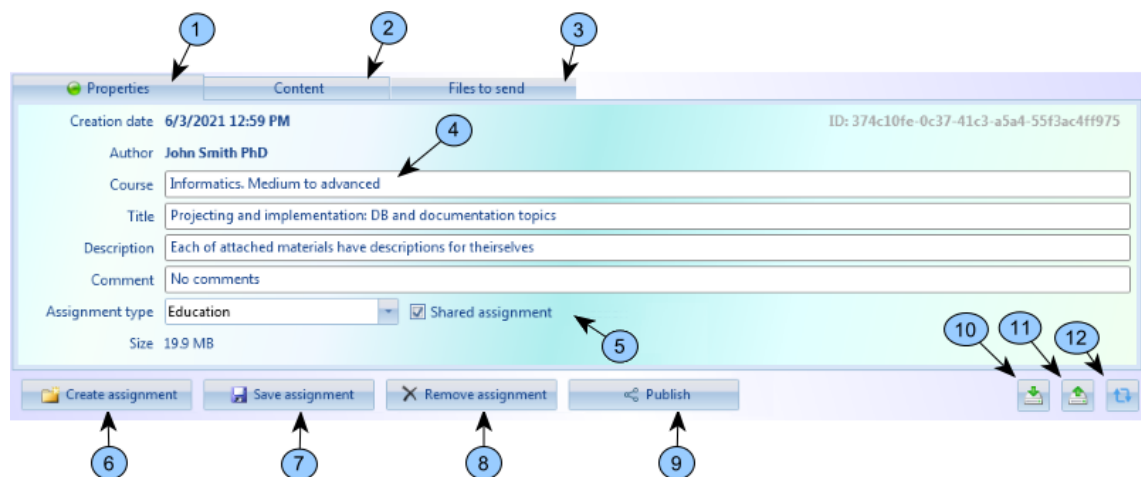 1 2 3
Properties Content Files to send
Creation date 6/3/2021 12:59 PM ID: 374c10fe-0c37-41c3-a5a4-55f3ac4ff975
4
Author John Smith PhD
Course Informatics. Medium to advanced
Title Projecting and implementation: DB and documentation topics
Description Each of attached materials have descriptions for theirselves
Comment No comments
Assignment type Education Shared assignment
5 10 11 12
Size 19.9 MB
Create assignment Save assignment Remove assignment Publish
6 7 8 9